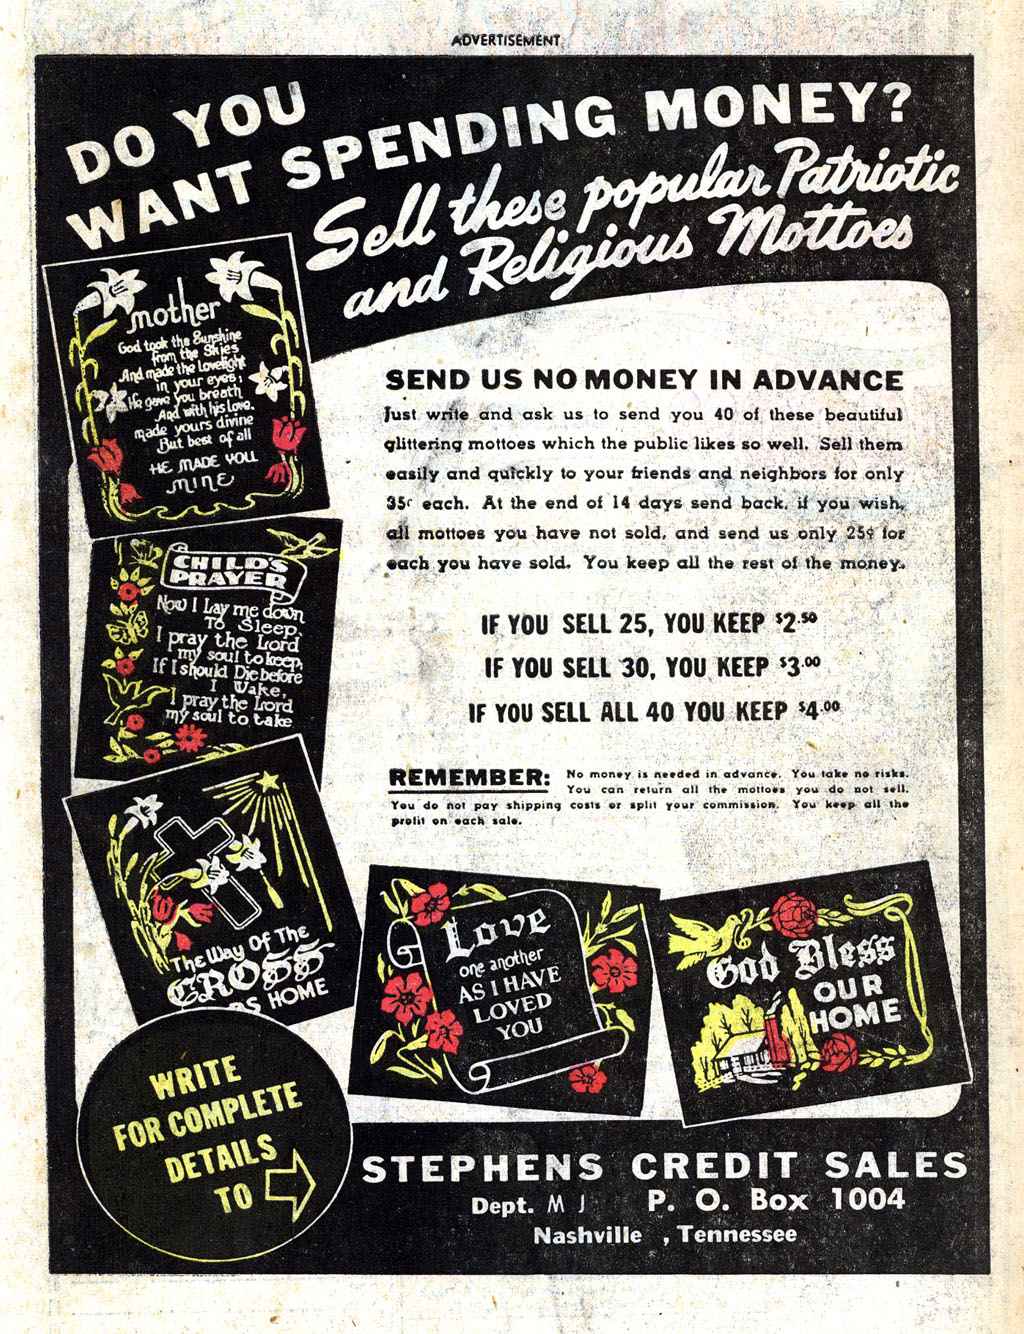 ADVERTISEMENT
DO YOU
WANT SPENDING MONEY?
Sell these popular Patriotic
and Religious Mottoes
mother
God took the Sunshine
from the Skies
And made the Lovelight
in your eyes;
He gave you breath
And with his love,
made yours divine
But best of all
HE MADE YOU
MINE
SEND US NO MONEY IN ADVANCE
Just write and ask us to send you 40 of these beautiful
glittering mottoes which the public likes so well. Sell them
easily and quickly to your friends and neighbors for only
35¢ each. At the end of 14 days send back, if you wish,
all mottoes you have not sold, and send us only 25¢ for
each you have sold. You keep all the rest of the money.
CHILD'S
PRAYER
Now I Lay me down
To Sleep,
I pray the Lord
my soul to keep,
If I should Die before
I Wake,
I pray the Lord
my soul to take
IF YOU SELL 25, YOU KEEP $2.50
IF YOU SELL 30, YOU KEEP $3.00
IF YOU SELL ALL 40 YOU KEEP $4.00
REMEMBER: No money is needed in advance. You take no risks.
You can return all the mottoes you do not sell.
You do not pay shipping costs or split your commission. You keep all the
profit on each sale.
The Way Of The
CROSS
HOME
Love
one another
AS I HAVE
LOVED
YOU
God Bless
OUR
HOME
WRITE
FOR COMPLETE
DETAILS
TO
STEPHENS CREDIT SALES
Dept. M J P. O. Box 1004
Nashville , Tennessee